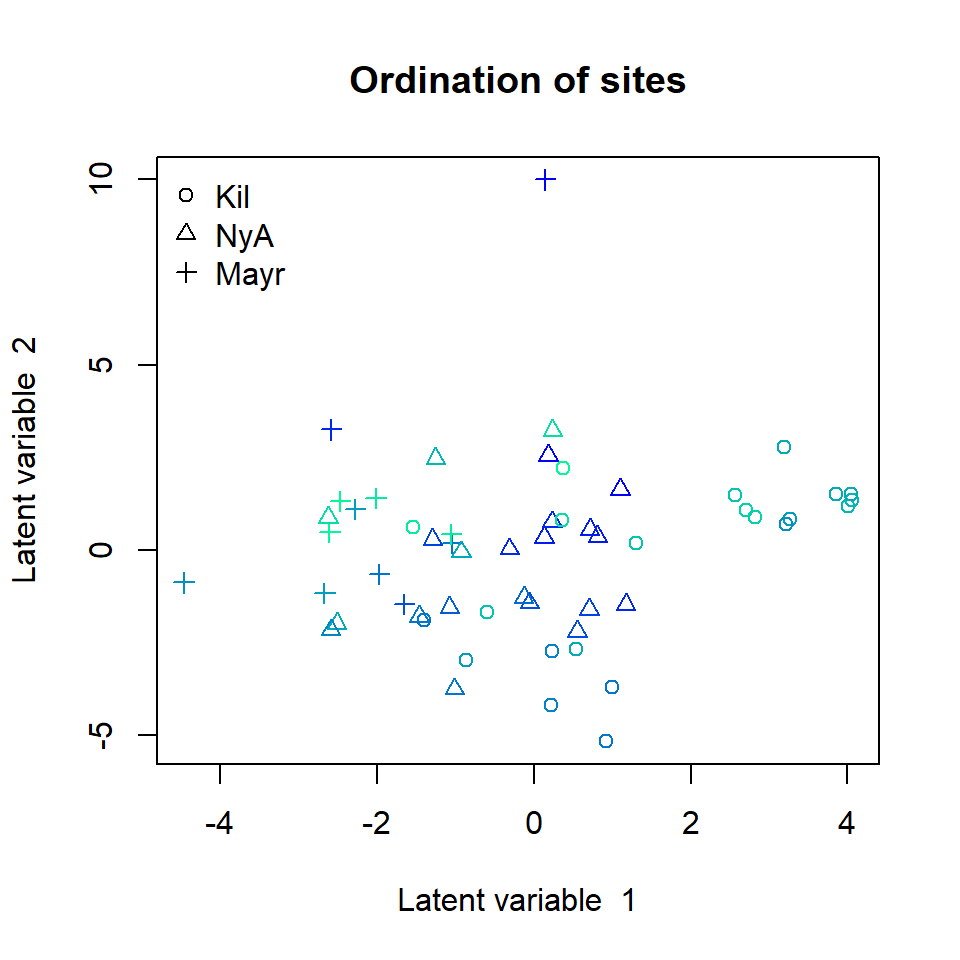 Ordination of sites
Kil
NyA
Mayr
10
5
0
-5
Latent variable  2
-4 -2 0 2 4
Latent variable  1